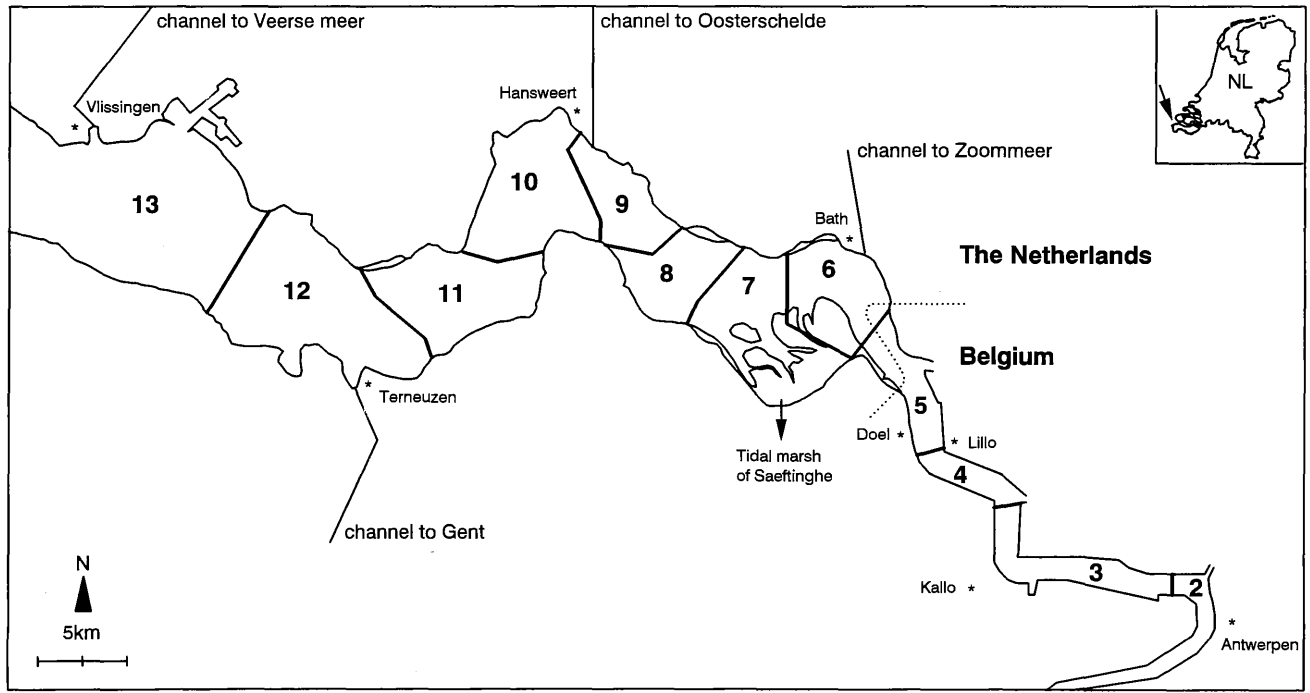 channel to Veerse meer
channel to Oosterschelde
NL
Vlissingen
*
Hansweert
*
channel to Zoommeer
10
13
9
Bath
*
The Netherlands
6
8
7
12
11
Belgium
*
Terneuzen
5
Doel *
* Lillo
Tidal marsh
of Saeftinghe
4
channel to Gent
N
3
Kallo *
2
5km
*
Antwerpen